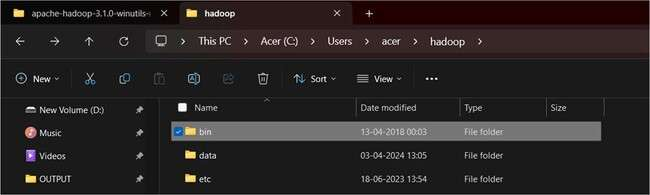 apache-hadoop-3.1.0-winutils-
hadoop
This PC > Acer (C:) > Users > acer > hadoop >
New Sort View
Name Date modified Type Size
New Volume (D:)
Music
Videos
OUTPUT
bin 13-04-2018 00:03 File folder
data 03-04-2024 13:05 File folder
etc 18-06-2023 13:54 File folder